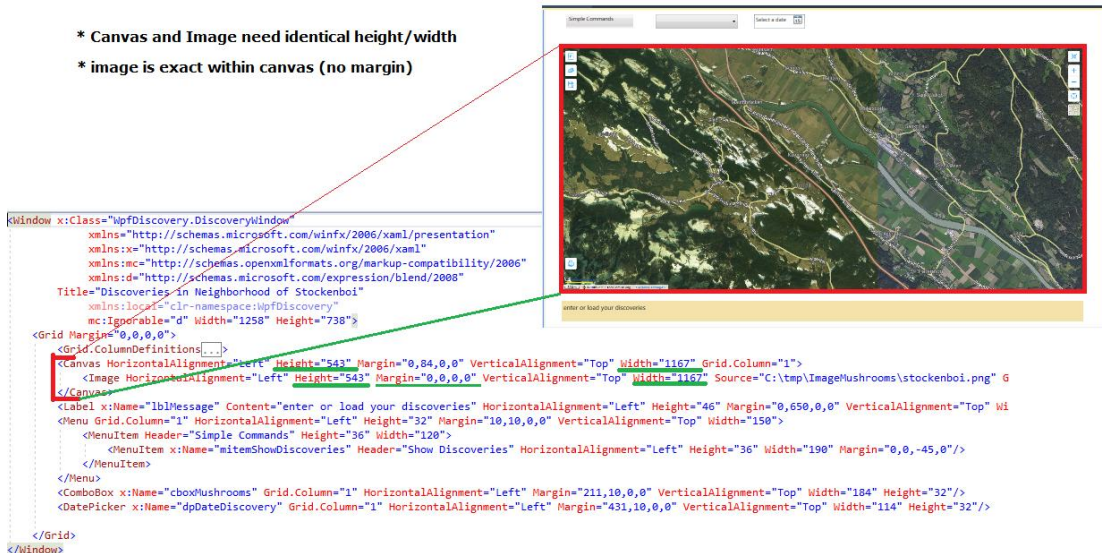 * Canvas and Image need identical height/width
* image is exact within canvas (no margin)
Simple Commands
Select a date
15
enter or load your discoveries
<Window x:Class="WpfDiscovery.DiscoveryWindow"
xmlns="http://schemas.microsoft.com/winfx/2006/xaml/presentation"
xmlns:x="http://schemas.microsoft.com/winfx/2006/xaml"
xmlns:mc="http://schemas.openxmlformats.org/markup-compatibility/2006"
xmlns:d="http://schemas.microsoft.com/expression/blend/2008"
Title="Discoveries in Neighborhood of Stockenboi"
xmlns:local="clr-namespace:WpfDiscovery"
mc:Ignorable="d" Width="1258" Height="738">
<Grid Margin="0,0,0,0">
<Grid.ColumnDefinitions...>
<Canvas HorizontalAlignment="Left" Height="543" Margin="0,84,0,0" VerticalAlignment="Top" Width="1167" Grid.Column="1">
<Image HorizontalAlignment="Left" Height="543" Margin="0,0,0,0" VerticalAlignment="Top" Width="1167" Source="C:\tmp\ImageMushrooms\stockenboi.png" G
</Canvas>
<Label x:Name="lblMessage" Content="enter or load your discoveries" HorizontalAlignment="Left" Height="46" Margin="0,650,0,0" VerticalAlignment="Top" Wi
<Menu Grid.Column="1" HorizontalAlignment="Left" Height="32" Margin="10,10,0,0" VerticalAlignment="Top" Width="150">
<MenuItem Header="Simple Commands" Height="36" Width="120">
<MenuItem x:Name="mitemShowDiscoveries" Header="Show Discoveries" HorizontalAlignment="Left" Height="36" Width="190" Margin="0,0,-45,0"/>
</MenuItem>
</Menu>
<ComboBox x:Name="cboxMushrooms" Grid.Column="1" HorizontalAlignment="Left" Margin="211,10,0,0" VerticalAlignment="Top" Width="184" Height="32"/>
<DatePicker x:Name="dpDateDiscovery" Grid.Column="1" HorizontalAlignment="Left" Margin="431,10,0,0" VerticalAlignment="Top" Width="114" Height="32"/>
</Grid>
</Window>